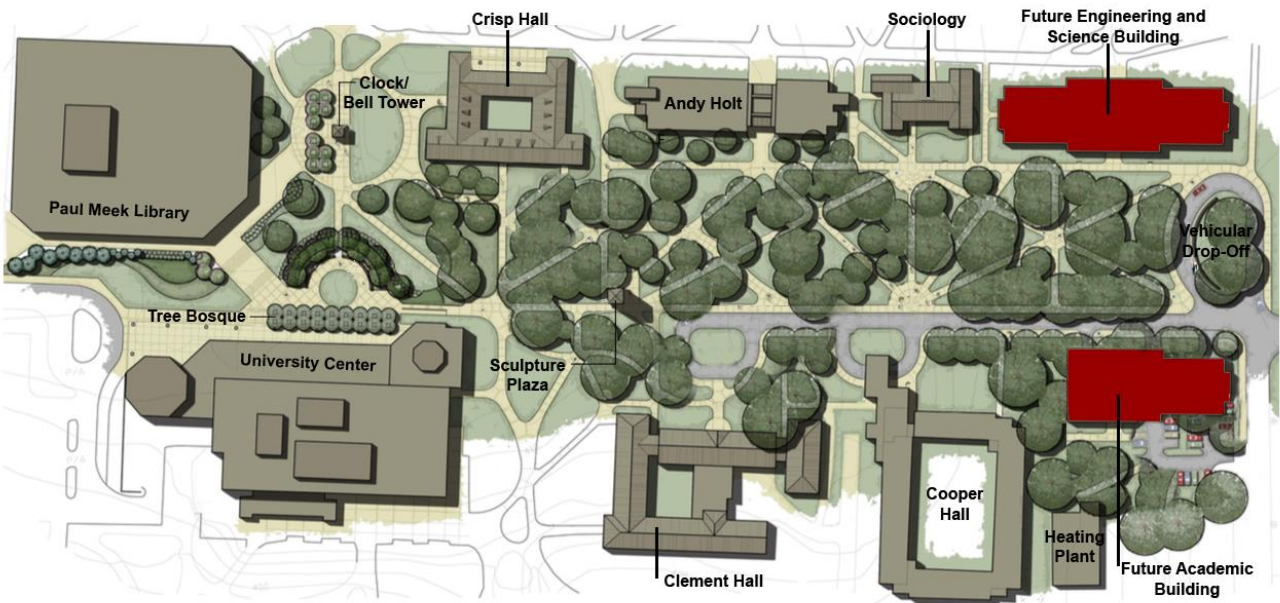 Crisp Hall
Sociology
Future Engineering and
Science Building
Clock/
Bell Tower
Andy Holt
Paul Meek Library
Vehicular
Drop-Off
Tree Bosque
University Center
Sculpture
Plaza
Cooper
Hall
Heating
Plant
Clement Hall
Future Academic
Building